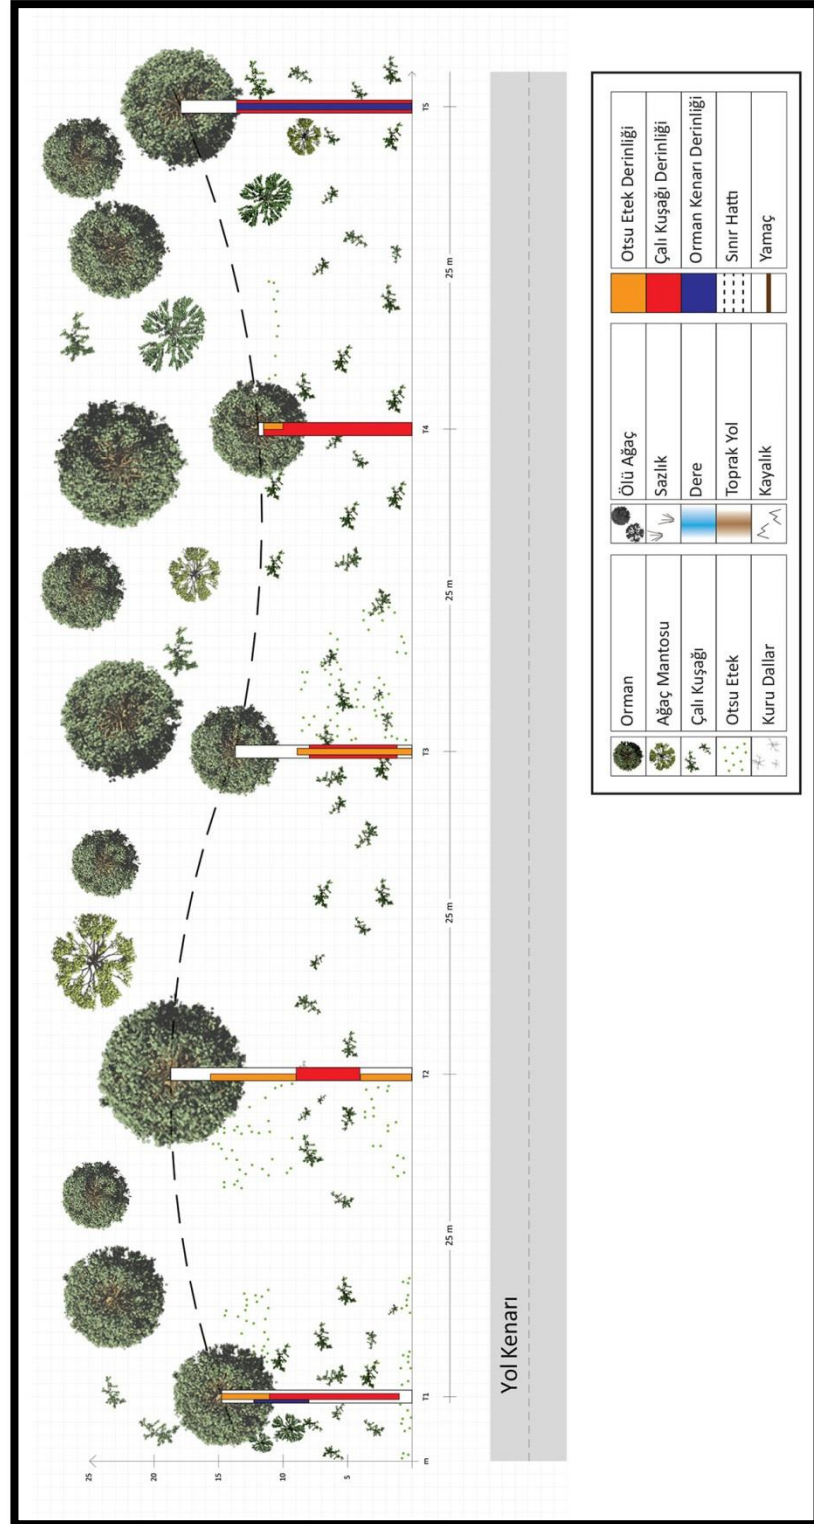 25
20
15
10
5
m
T1
T2
T3
T4
T5
25 m
25 m
25 m
25 m
Yol Kenarı
Orman
Ağaç Mantosu
Çalı Kuşağı
Otsu Etek
Kuru Dallar
Ölü Ağaç
Sazlık
Dere
Toprak Yol
Kayalık
Otsu Etek Derinliği
Çalı Kuşağı Derinliği
Orman Kenarı Derinliği
Sınır Hattı
Yamaç